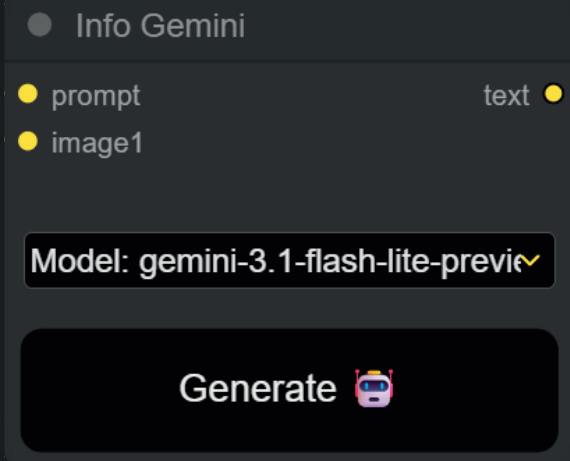 Info Gemini
prompt
text
image1
Model: gemini-3.1-flash-lite-previe
Generate